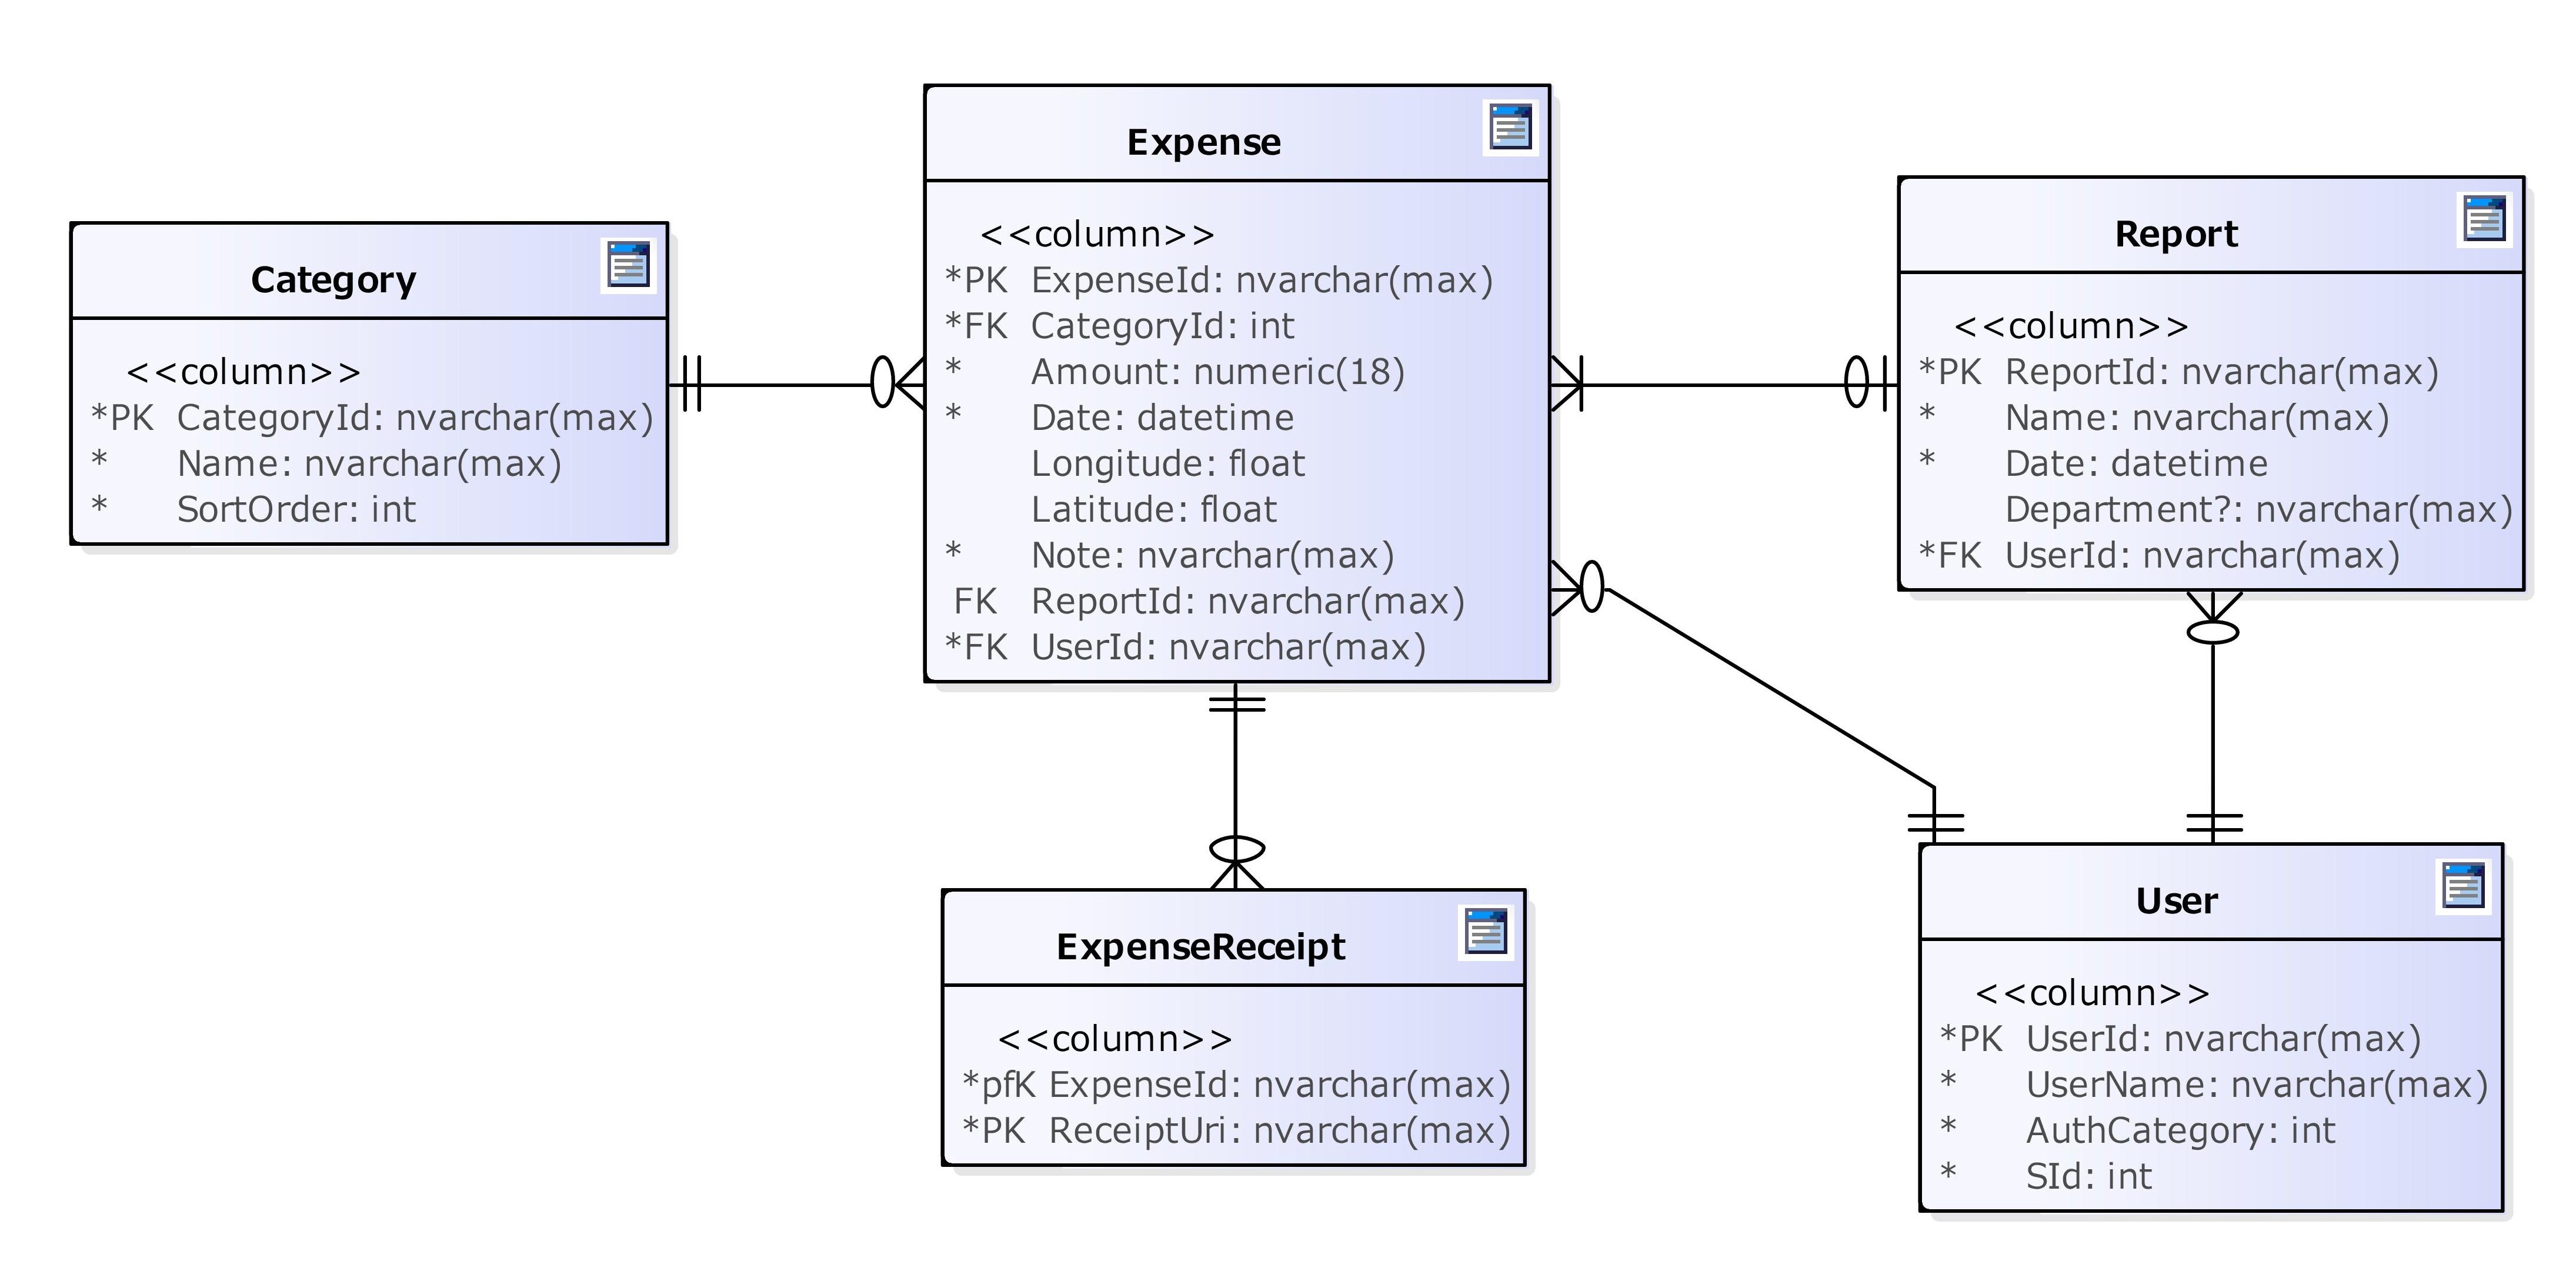 Category
<<column>>
*PK CategoryId: nvarchar(max)
* Name: nvarchar(max)
* SortOrder: int
Expense
<<column>>
*PK ExpenseId: nvarchar(max)
*FK CategoryId: int
* Amount: numeric(18)
* Date: datetime
Longitude: float
Latitude: float
* Note: nvarchar(max)
FK ReportId: nvarchar(max)
*FK UserId: nvarchar(max)
Report
<<column>>
*PK ReportId: nvarchar(max)
* Name: nvarchar(max)
* Date: datetime
Department?: nvarchar(max)
*FK UserId: nvarchar(max)
ExpenseReceipt
<<column>>
*pfK ExpenseId: nvarchar(max)
*PK ReceiptUri: nvarchar(max)
User
<<column>>
*PK UserId: nvarchar(max)
* UserName: nvarchar(max)
* AuthCategory: int
* SId: int